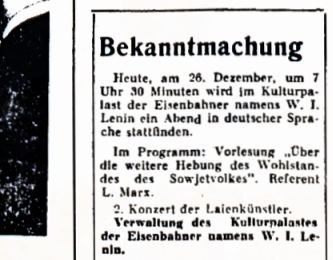 Bekanntmachung
Heute, am 26. Dezember, um 7
Uhr 30 Minuten wird im Kulturpa-
last der Eisenbahner namens W. I.
Lenin ein Abend in deutscher Spra-
che stattfinden.
Im Programm: Vorlesung „Über
die weitere Hebung des Wohlstan-
des des Sowjetvolkes". Referent
L. Marx.
2. Konzert der Laienkünstler.
Verwaltung des Kulturpalastes
der Eisenbahner namens W. I. Le-
nin.